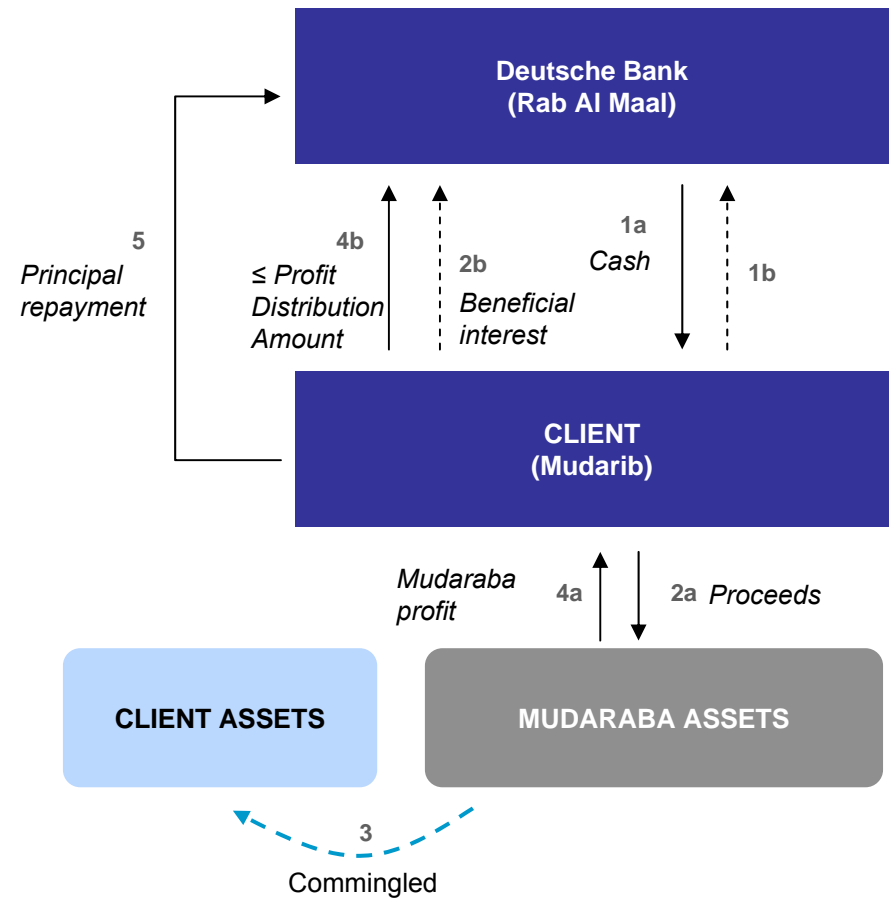 Deutsche Bank
(Rab Al Maal)
5
Principal
repayment
4b
≤ Profit
Distribution
Amount
2b
Beneficial
interest
1a
Cash
1b
CLIENT
(Mudarib)
Mudaraba
profit
4a
2a
Proceeds
CLIENT ASSETS
MUDARABA ASSETS
3
Commingled